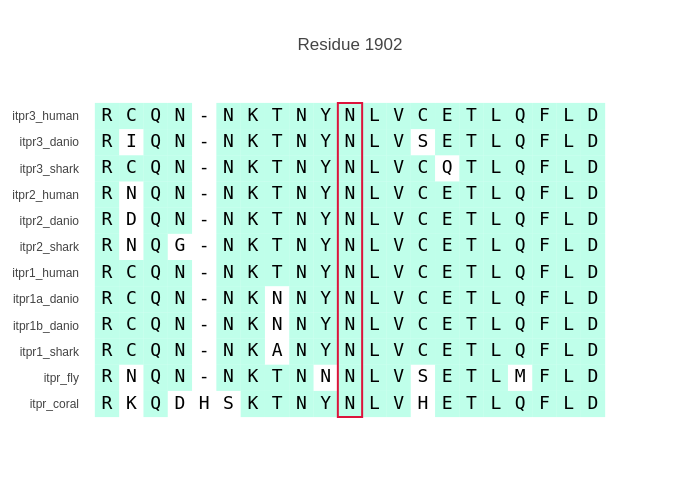 Residue 1902
itpr3_human R C Q N - N K T N Y N L V C E T L Q F L D
itpr3_danio R I Q N - N K T N Y N L V S E T L Q F L D
itpr3_shark R C Q N - N K T N Y N L V C Q T L Q F L D
itpr2_human R N Q N - N K T N Y N L V C E T L Q F L D
itpr2_danio R D Q N - N K T N Y N L V C E T L Q F L D
itpr2_shark R N Q G - N K T N Y N L V C E T L Q F L D
itpr1_human R C Q N - N K T N Y N L V C E T L Q F L D
itpr1a_danio R C Q N - N K N N Y N L V C E T L Q F L D
itpr1b_danio R C Q N - N K N N Y N L V C E T L Q F L D
itpr1_shark R C Q N - N K A N Y N L V C E T L Q F L D
itpr_fly R N Q N - N K T N N N L V S E T L M F L D
itpr_coral R K Q D H S K T N Y N L V H E T L Q F L D